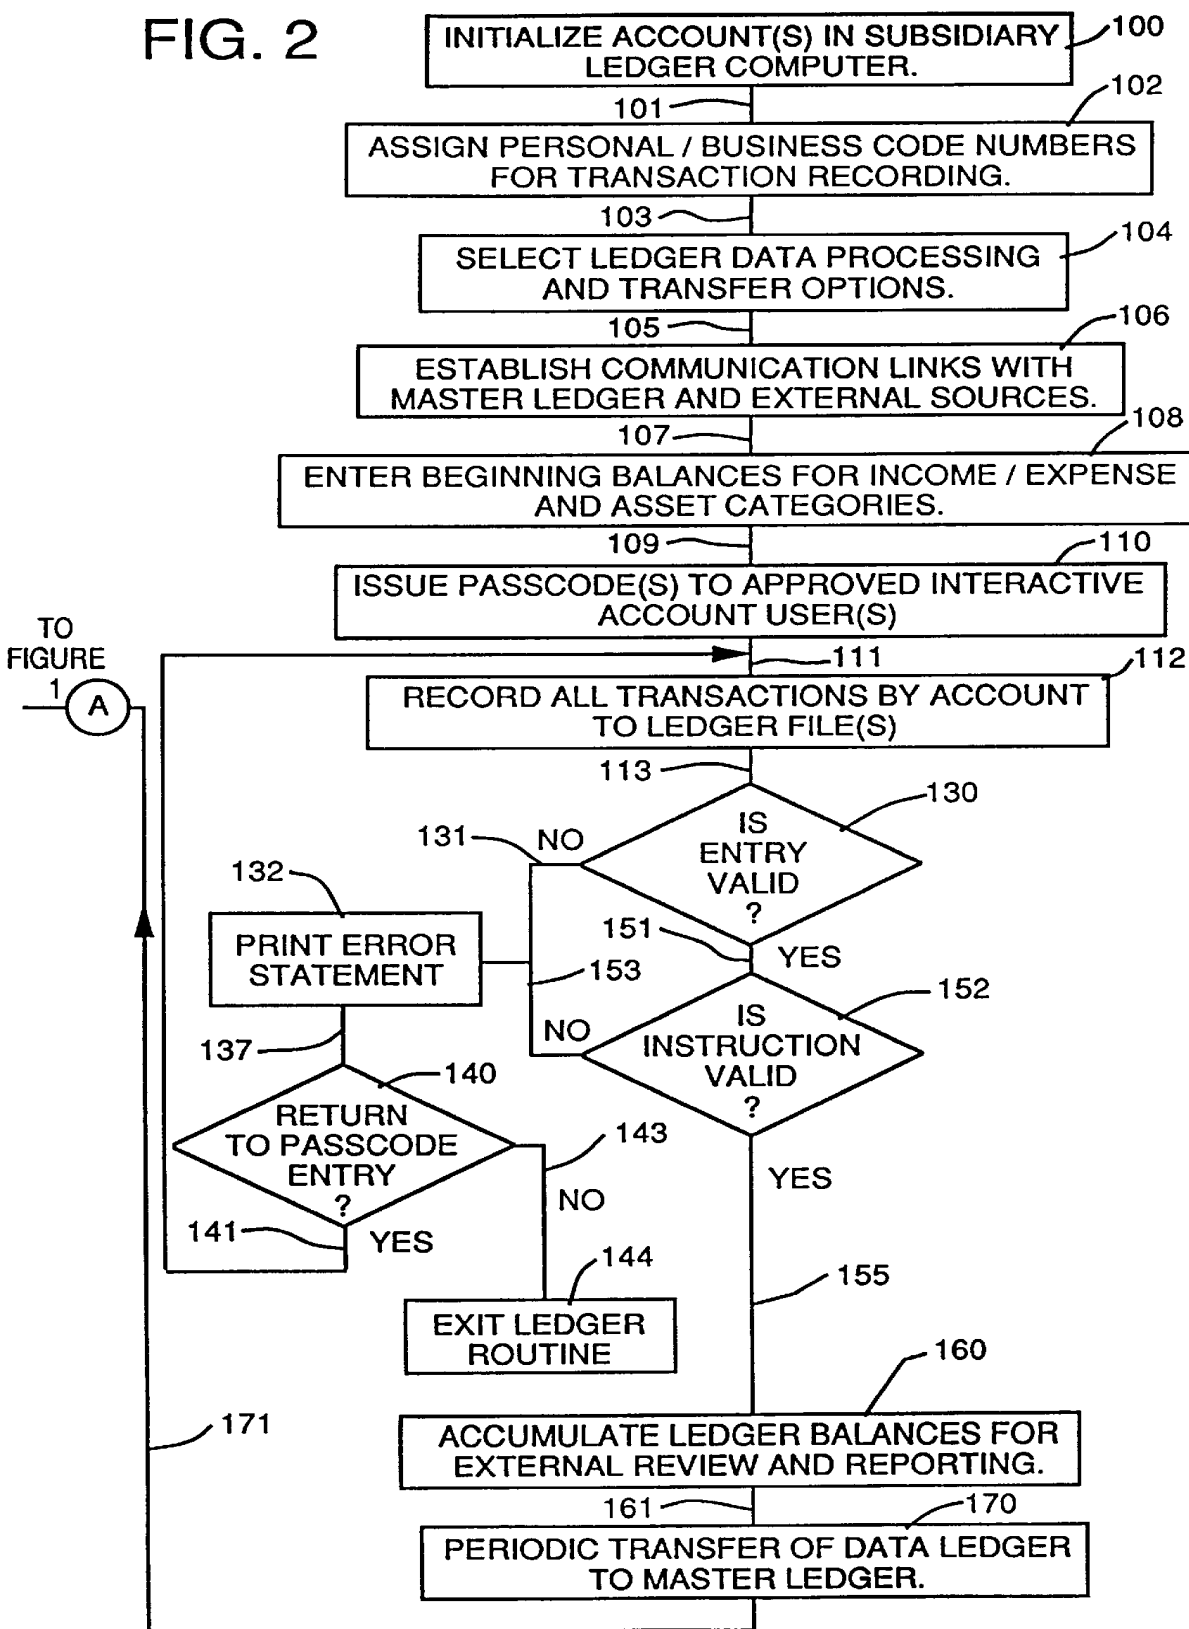 FIG. 2
INITIALIZE ACCOUNT(S) IN SUBSIDIARY
LEDGER COMPUTER.
100
101
102
ASSIGN PERSONAL / BUSINESS CODE NUMBERS
FOR TRANSACTION RECORDING.
103
104
SELECT LEDGER DATA PROCESSING
AND TRANSFER OPTIONS.
105
106
ESTABLISH COMMUNICATION LINKS WITH
MASTER LEDGER AND EXTERNAL SOURCES.
107
108
ENTER BEGINNING BALANCES FOR INCOME / EXPENSE
AND ASSET CATEGORIES.
109
110
ISSUE PASSCODE(S) TO APPROVED INTERACTIVE
ACCOUNT USER(S)
TO
FIGURE
1
A
111
112
RECORD ALL TRANSACTIONS BY ACCOUNT
TO LEDGER FILE(S)
113
130
IS
ENTRY
VALID
?
131
NO
132
PRINT ERROR
STATEMENT
151
YES
153
152
IS
INSTRUCTION
VALID
?
NO
137
140
RETURN
TO PASSCODE
ENTRY
?
143
NO
YES
141
YES
144
EXIT LEDGER
ROUTINE
155
160
ACCUMULATE LEDGER BALANCES FOR
EXTERNAL REVIEW AND REPORTING.
171
161
170
PERIODIC TRANSFER OF DATA LEDGER
TO MASTER LEDGER.